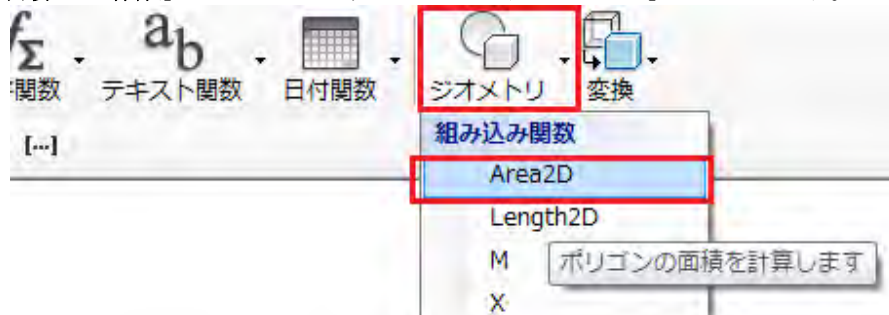 関数 テキスト関数 日付関数 ジオメトリ 変換
[...]
組み込み関数
Area2D
Length2D
M
ポリゴンの面積を計算します
X